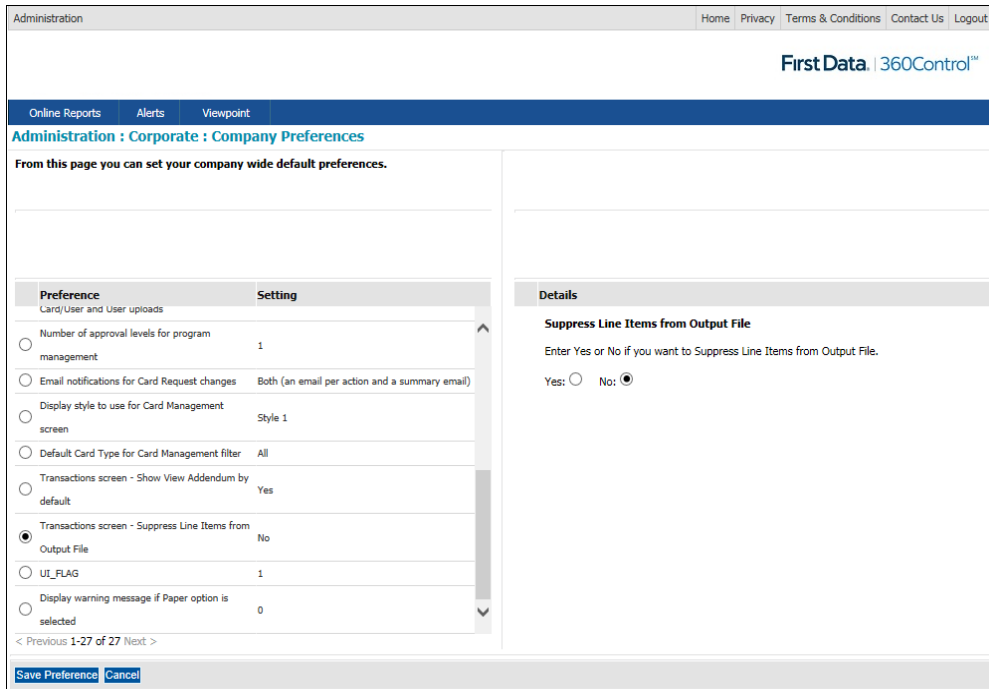 Administration
Home Privacy Terms & Conditions Contact Us Logout
First Data. | 360Control℠
Online Reports Alerts Viewpoint
Administration : Corporate : Company Preferences
From this page you can set your company wide default preferences.
Preference Setting
Card/User and User uploads
Number of approval levels for program
management
1
Email notifications for Card Request changes Both (an email per action and a summary email)
Display style to use for Card Management
screen
Style 1
Default Card Type for Card Management filter All
Transactions screen - Show View Addendum by
default
Yes
Transactions screen - Suppress Line Items from
Output File
No
UI_FLAG 1
Display warning message if Paper option is
selected
0
< Previous 1-27 of 27 Next >
Details
Suppress Line Items from Output File
Enter Yes or No if you want to Suppress Line Items from Output File.
Yes: No:
Save Preference Cancel